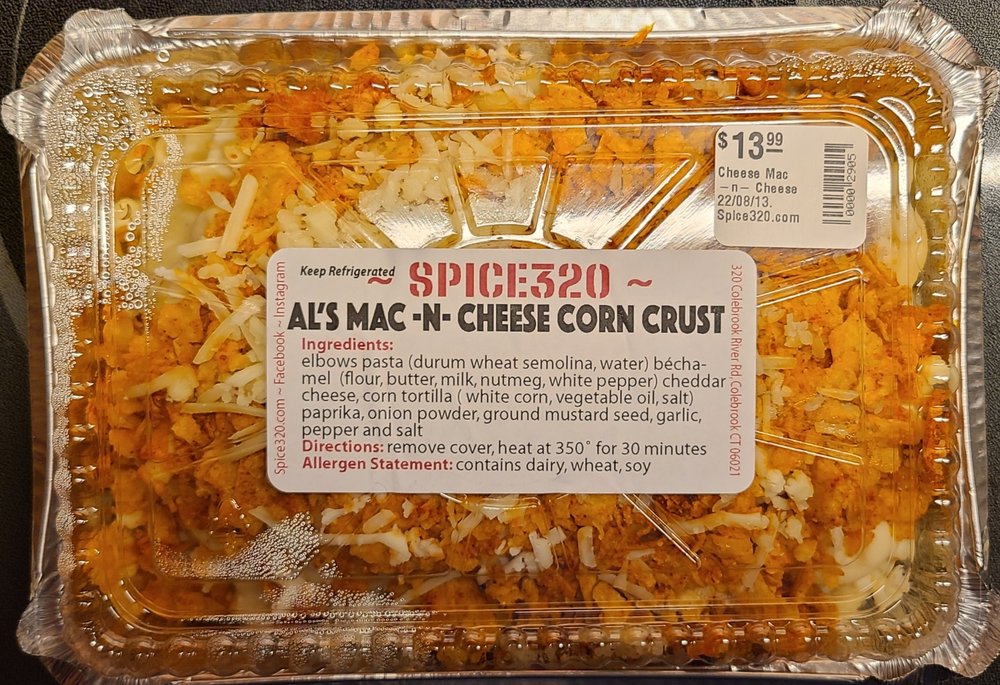 $13.99
Cheese Mac
-n- Cheese
22/08/13.
Spice320.com
0000012905
Keep Refrigerated
~ SPICE320 ~
AL'S MAC -N- CHEESE CORN CRUST
Ingredients:
elbows pasta (durum wheat semolina, water) bécha-
mel (flour, butter, milk, nutmeg, white pepper) cheddar
cheese, corn tortilla ( white corn, vegetable oil, salt)
paprika, onion powder, ground mustard seed, garlic,
pepper and salt
Directions: remove cover, heat at 350° for 30 minutes
Allergen Statement: contains dairy, wheat, soy
Spice320.com ~ Facebook ~ Instagram
320 Colebrook River Rd, Colebrook CT 06021